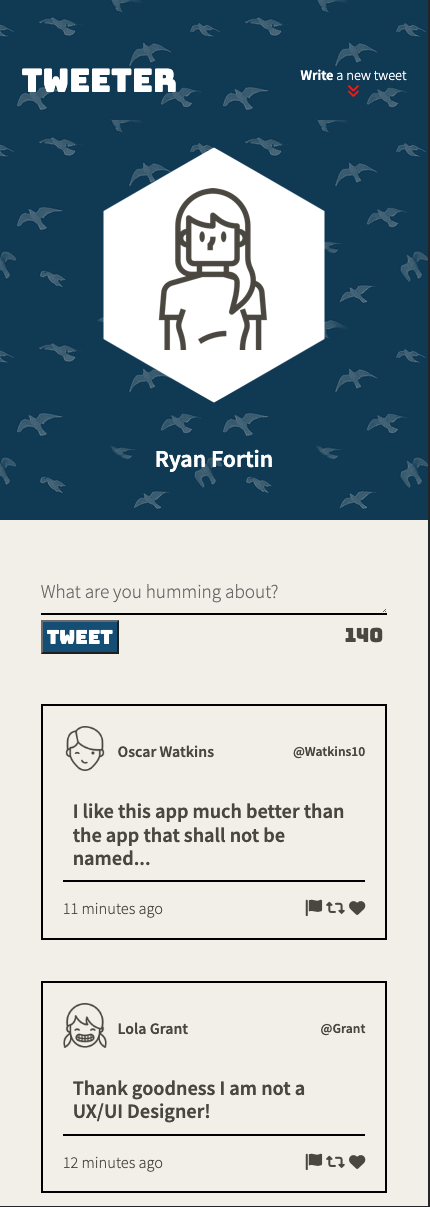 TWEETER
Write a new tweet
Ryan Fortin
What are you humming about?
TWEET
140
Oscar Watkins
@Watkins10
I like this app much better than
the app that shall not be
named...
11 minutes ago
Lola Grant
@Grant
Thank goodness I am not a
UX/UI Designer!
12 minutes ago